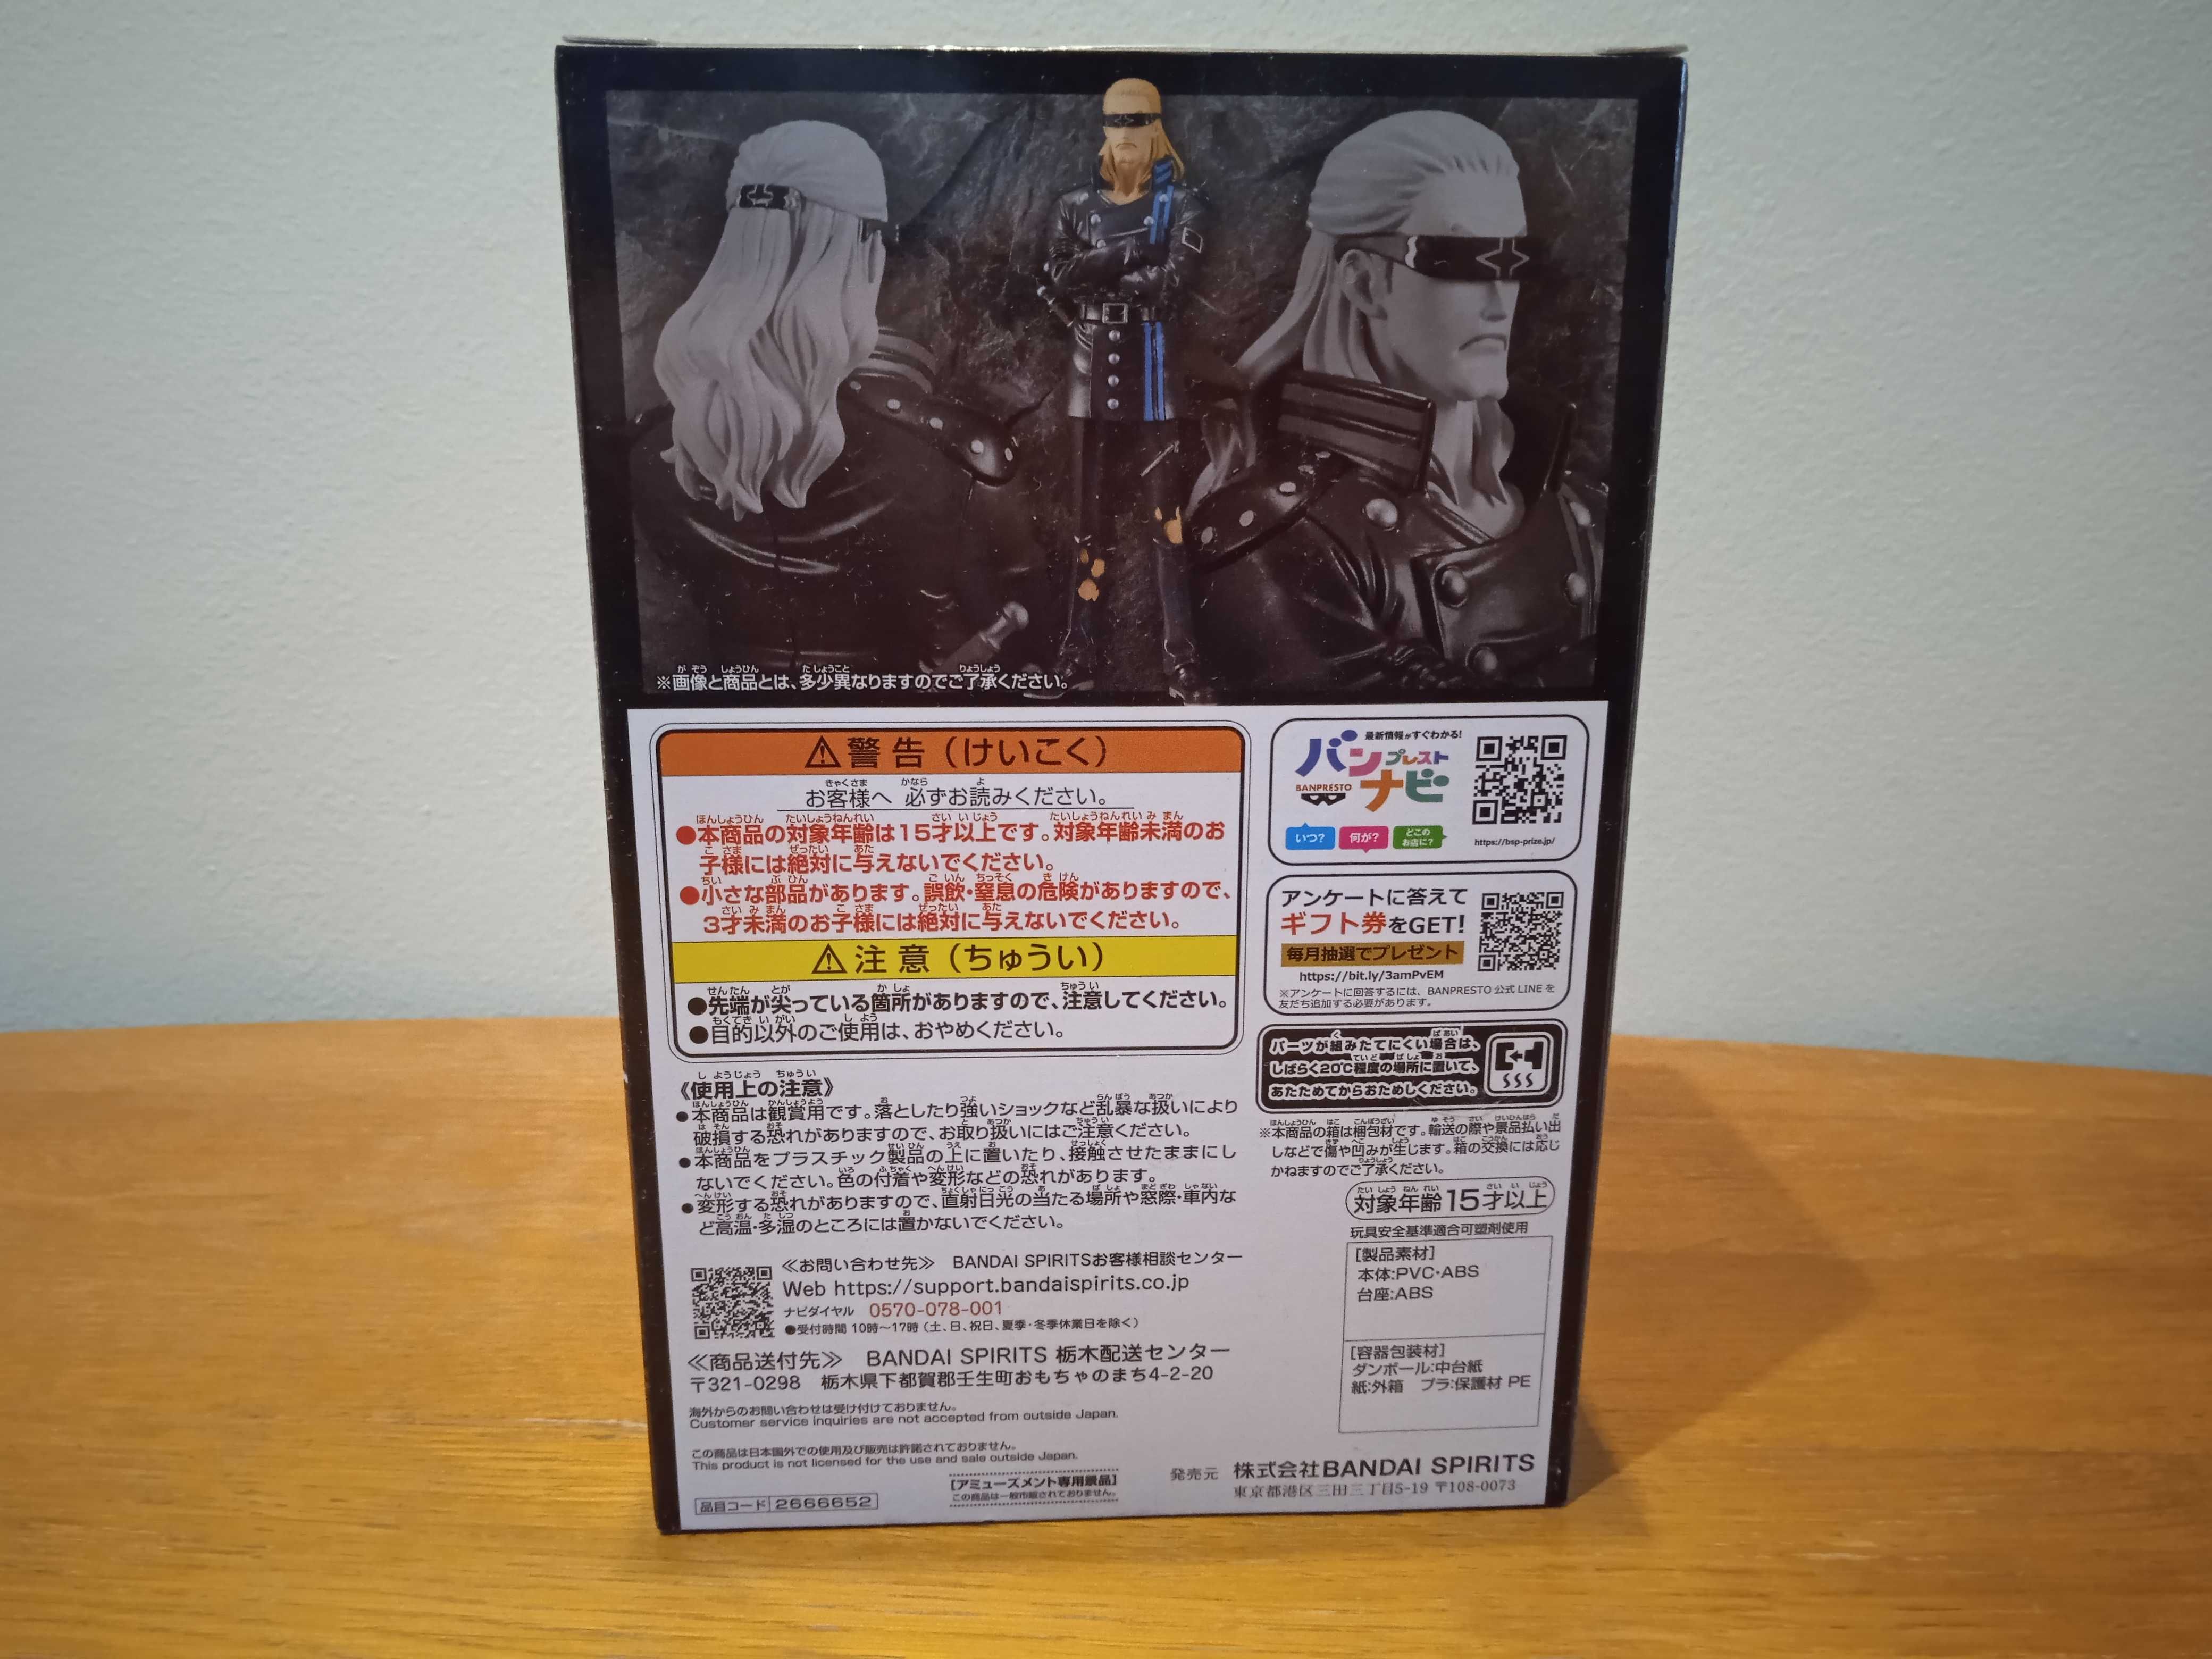 ※画像と商品とは、多少異なりますのでご了承ください。
⚠警告（けいこく）
お客様へ 必ずお読みください。
●本商品の対象年齢は15才以上です。対象年齢未満のお
子様には絶対に与えないでください。
●小さな部品があります。誤飲・窒息の危険がありますので、
3才未満のお子様には絶対に与えないでください。
⚠注意（ちゅうい）
●先端が尖っている箇所がありますので、注意してください。
●目的以外のご使用は、おやめください。
《使用上の注意》
●本商品は観賞用です。落としたり強いショックなど乱暴な扱いにより
破損する恐れがありますので、お取り扱いにはご注意ください。
●本商品をプラスチック製品の上に置いたり、接触させたままにし
ないでください。色の付着や変形などの恐れがあります。
●変形する恐れがありますので、直射日光の当たる場所や窓際・車内な
ど高温・多湿のところには置かないでください。
≪お問い合わせ先≫ BANDAI SPIRITSお客様相談センター
Web https://support.bandaispirits.co.jp
ナビダイヤル 0570-078-001
●受付時間 10時〜17時（土、日、祝日、夏季・冬季休業日を除く）
≪商品送付先≫ BANDAI SPIRITS 栃木配送センター
〒321-0298 栃木県下都賀郡壬生町おもちゃのまち4-2-20
海外からのお問い合わせは受け付けておりません。
Customer service inquiries are not accepted from outside Japan.
この商品は日本国外での使用及び販売は許諾されておりません。
This product is not licensed for the use and sale outside Japan.
品目コード 2666652
[アミューズメント専用景品]
この商品は一般市販されておりません。
最新情報がすぐわかる!
バンプレストナビ
BANPRESTO
いつ?
何が?
どこのお店に?
https://bsp-prize.jp/
アンケートに答えて
ギフト券をGET!
毎月抽選でプレゼント
https://bit.ly/3amPvEM
※アンケートに回答するには、BANPRESTO 公式 LINE を
友だち追加する必要があります。
パーツが組みたてにくい場合は、
しばらく20℃程度の場所に置いて、
あたためてからおためしください。
※本商品の箱は梱包材です。輸送の際や景品払い出
しなどで傷や凹みが生じます。箱の交換には応じ
かねますのでご了承ください。
対象年齢15才以上
玩具安全基準適合可塑剤使用
[製品素材]
本体:PVC・ABS
台座:ABS
[容器包装材]
ダンボール:中台紙
紙:外箱 プラ:保護材 PE
発売元 株式会社BANDAI SPIRITS
東京都港区三田三丁目5-19 〒108-0073